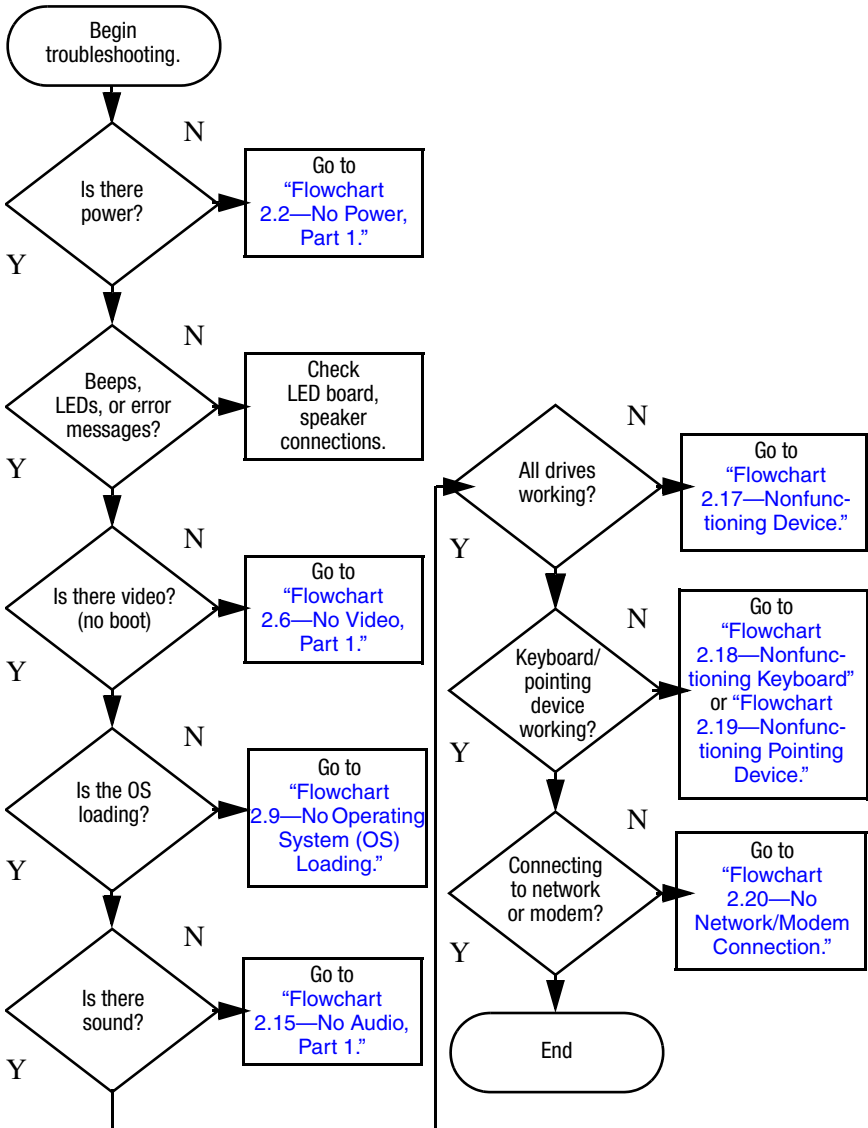 Begin
troubleshooting.
N
Is there
power?
Go to
“Flowchart
2.2—No Power,
Part 1.”
Y
N
Beeps,
LEDs, or error
messages?
Check
LED board,
speaker
connections.
Y
N
Is there video?
(no boot)
Go to
“Flowchart
2.6—No Video,
Part 1.”
Y
N
Is the OS
loading?
Go to
“Flowchart
2.9—No Operating
System (OS)
Loading.”
Y
N
Is there
sound?
Go to
“Flowchart
2.15—No Audio,
Part 1.”
Y
N
All drives
working?
Go to
“Flowchart
2.17—Nonfunc-
tioning Device.”
Y
N
Keyboard/
pointing
device
working?
Go to
“Flowchart
2.18—Nonfunc-
tioning Keyboard”
or “Flowchart
2.19—Nonfunc-
tioning Pointing
Device.”
Y
N
Connecting
to network
or modem?
Go to
“Flowchart
2.20—No
Network/Modem
Connection.”
Y
End